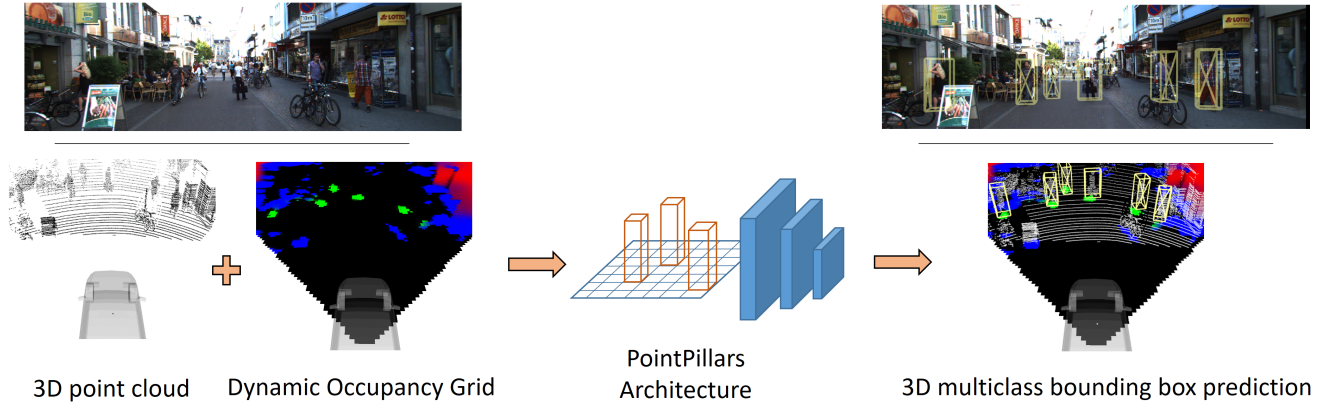 LOTTO
LOTTO
3D point cloud
Dynamic Occupancy Grid
PointPillars
Architecture
3D multiclass bounding box prediction